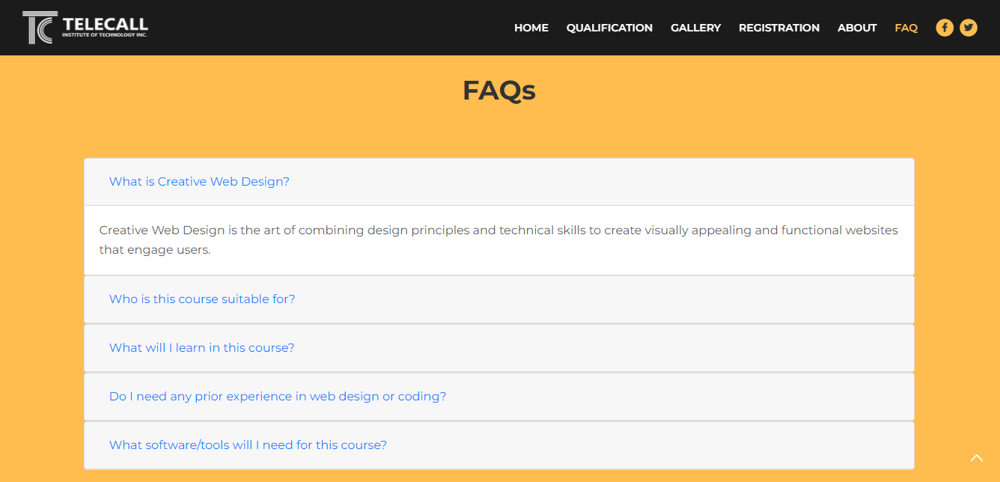 TELECALL
INSTITUTE OF TECHNOLOGY INC.
HOME QUALIFICATION GALLERY REGISTRATION ABOUT FAQ
FAQs
What is Creative Web Design?
Creative Web Design is the art of combining design principles and technical skills to create visually appealing and functional websites
that engage users.
Who is this course suitable for?
What will I learn in this course?
Do I need any prior experience in web design or coding?
What software/tools will I need for this course?